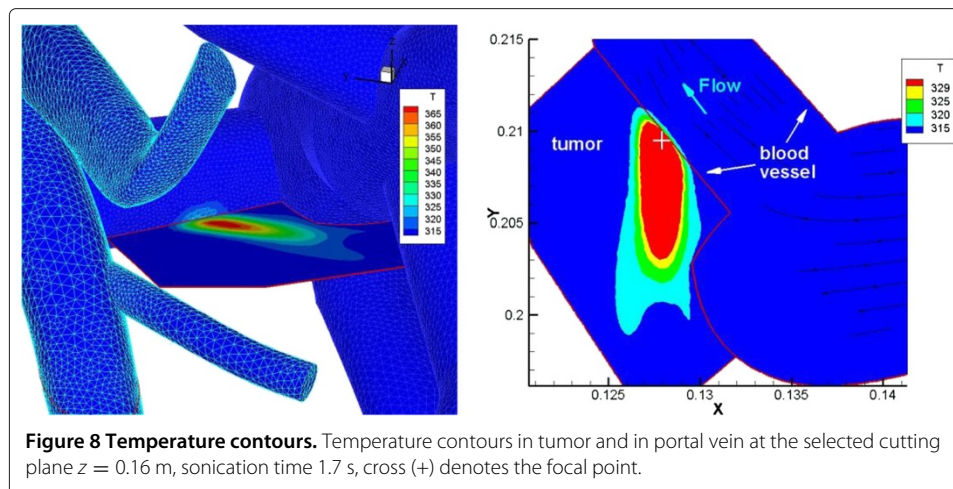 T
365
360
355
350
345
340
335
330
325
320
315
0.215
0.21
0.205
0.2
Y
0.125
0.13
0.135
0.14
X
Flow
tumor
blood
vessel
T
329
325
320
315
Figure 8 Temperature contours. Temperature contours in tumor and in portal vein at the selected cutting
plane z = 0.16 m, sonication time 1.7 s, cross (+) denotes the focal point.